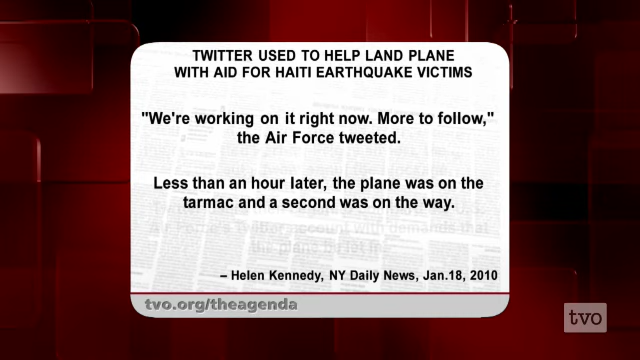 TWITTER USED TO HELP LAND PLANE
WITH AID FOR HAITI EARTHQUAKE VICTIMS
"We're working on it right now. More to follow,"
the Air Force tweeted.
Less than an hour later, the plane was on the
tarmac and a second was on the way.
– Helen Kennedy, NY Daily News, Jan.18, 2010
tvo.org/theagenda
tvo